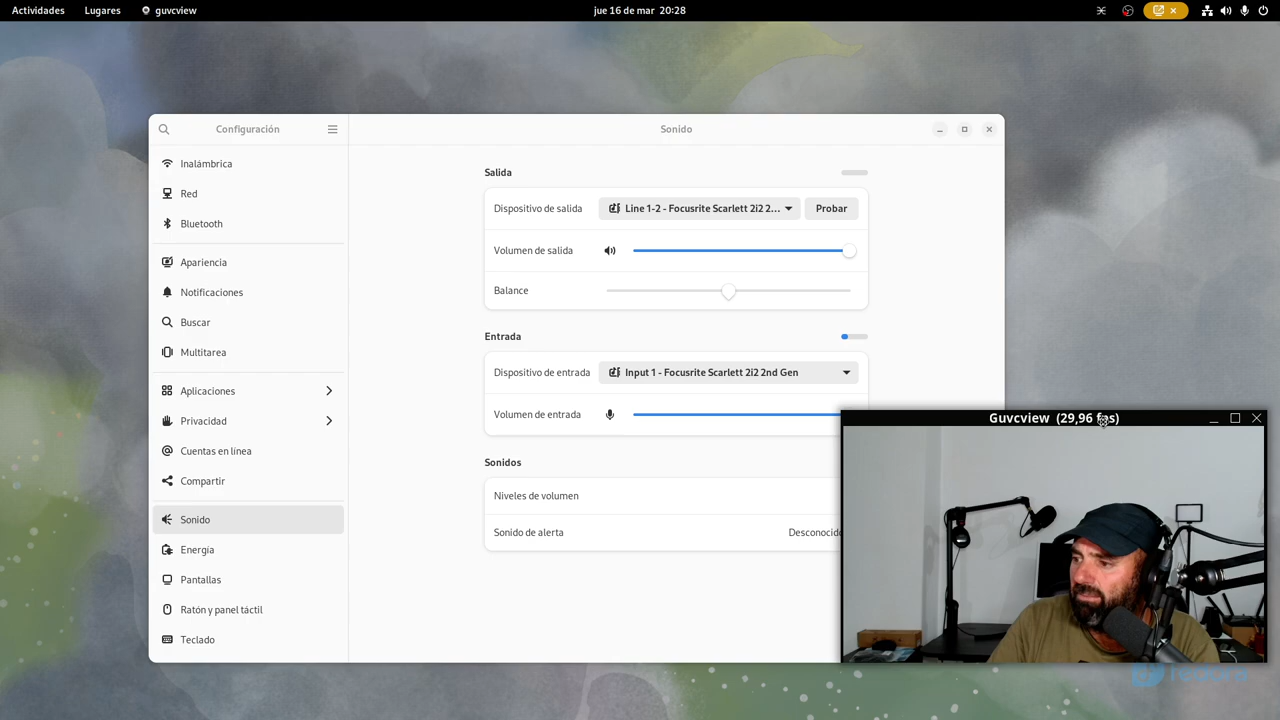 Actividades
Lugares
guvcview
jue 16 de mar 20:28
Configuración
Sonido
Inalámbrica
Red
Bluetooth
Apariencia
Notificaciones
Buscar
Multitarea
Aplicaciones
Privacidad
Cuentas en línea
Compartir
Sonido
Energía
Pantallas
Ratón y panel táctil
Teclado
Salida
Dispositivo de salida
Line 1-2 - Focusrite Scarlett 2i2 2...
Probar
Volumen de salida
Balance
Entrada
Dispositivo de entrada
Input 1 - Focusrite Scarlett 2i2 2nd Gen
Volumen de entrada
Sonidos
Niveles de volumen
Sonido de alerta
Guvcview (29,96 fps)